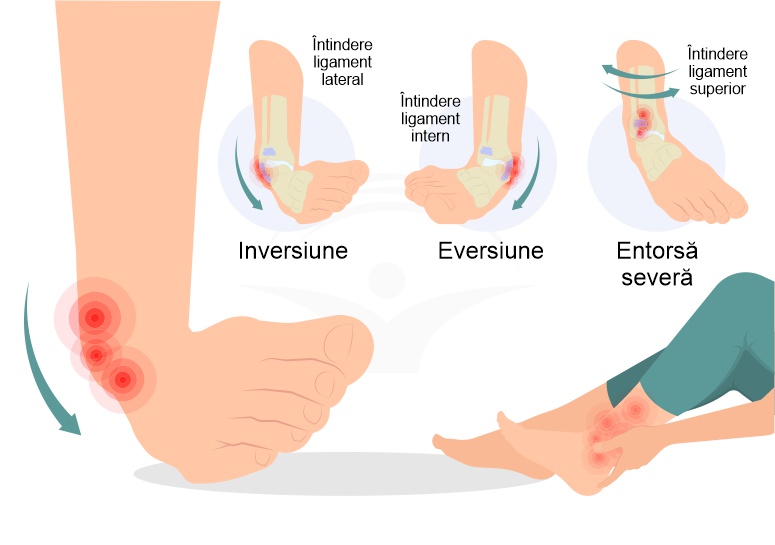 Întindere
ligament
lateral
Întindere
ligament
intern
Întindere
ligament
superior
Inversiune
Eversiune
Entorsă
severă